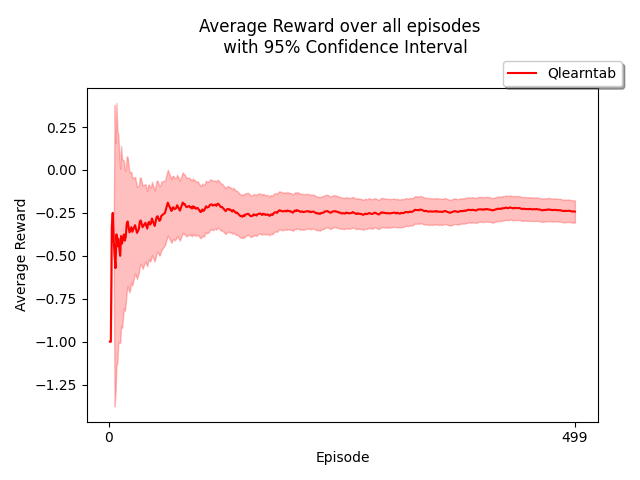 Average Reward over all episodes
with 95% Confidence Interval
Qlearntab
Average Reward
0.25
0.00
−0.25
−0.50
−0.75
−1.00
−1.25
0
499
Episode